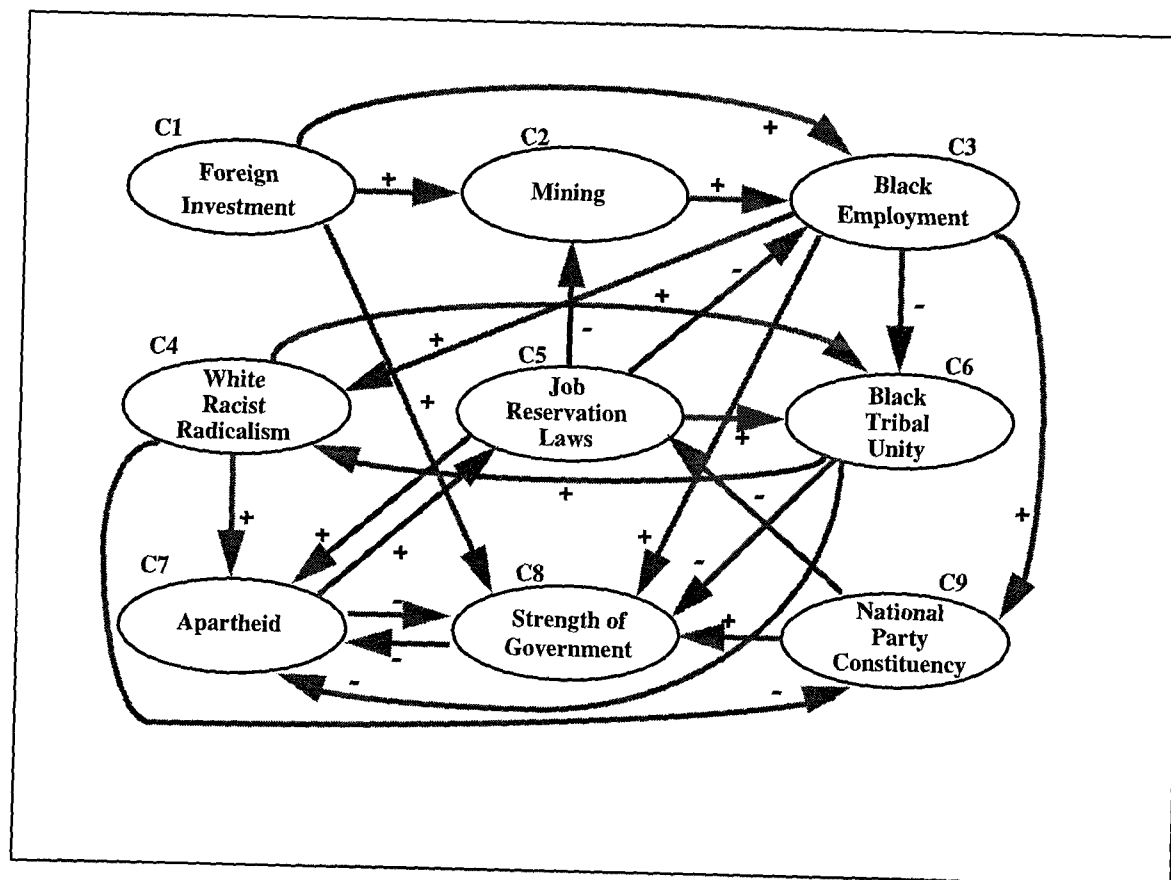 C1
Foreign
Investment
+
C2
Mining
+
+
C3
Black
Employment
-
-
+
+
-
C4
White
Racist
Radicalism
+
C5
Job
Reservation
Laws
+
C6
Black
Tribal
Unity
+
-
+
+
+
+
-
+
C7
Apartheid
-
-
C8
Strength of
Government
+
C9
National
Party
Constituency
-
-